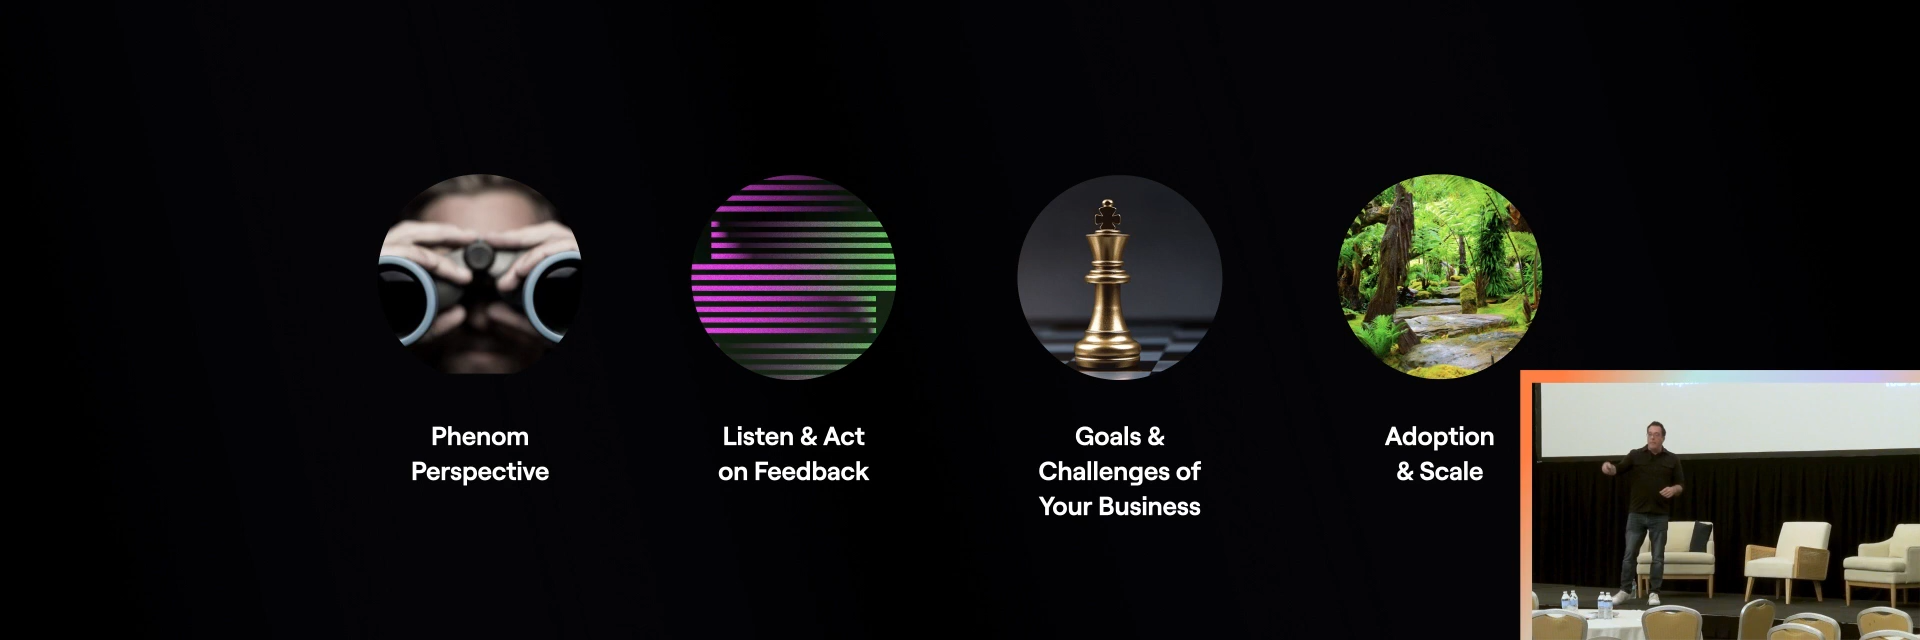 Phenom
Perspective
Listen & Act
on Feedback
Goals &
Challenges of
Your Business
Adoption
& Scale